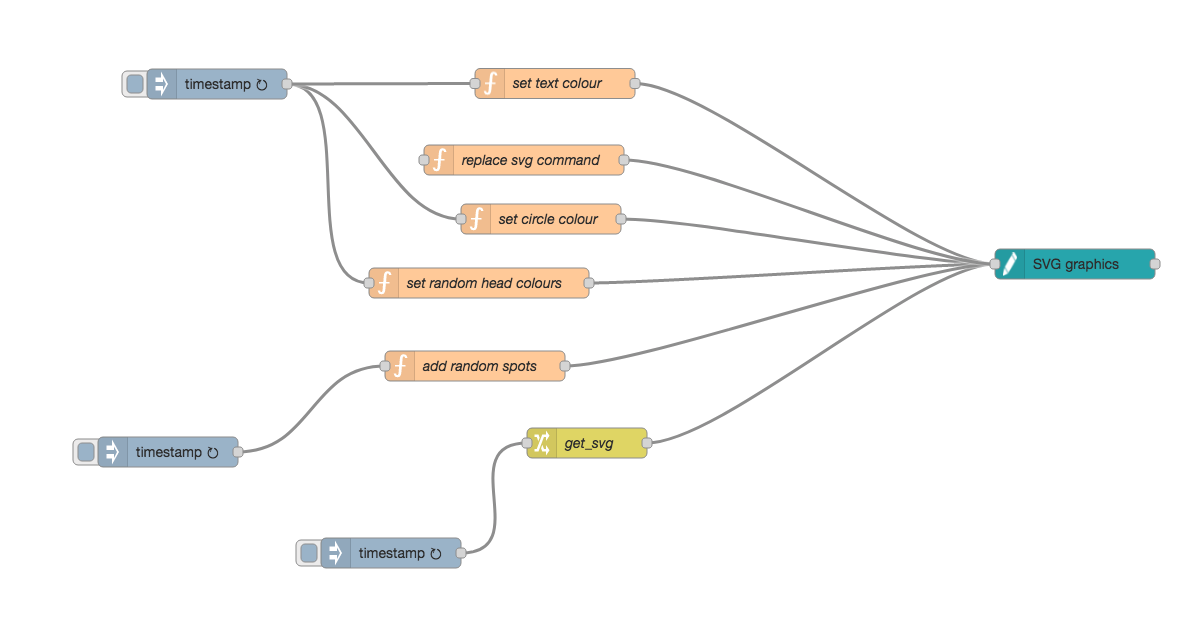 timestamp ↻
set text colour
replace svg command
set circle colour
SVG graphics
set random head colours
add random spots
get_svg
timestamp ↻
timestamp ↻